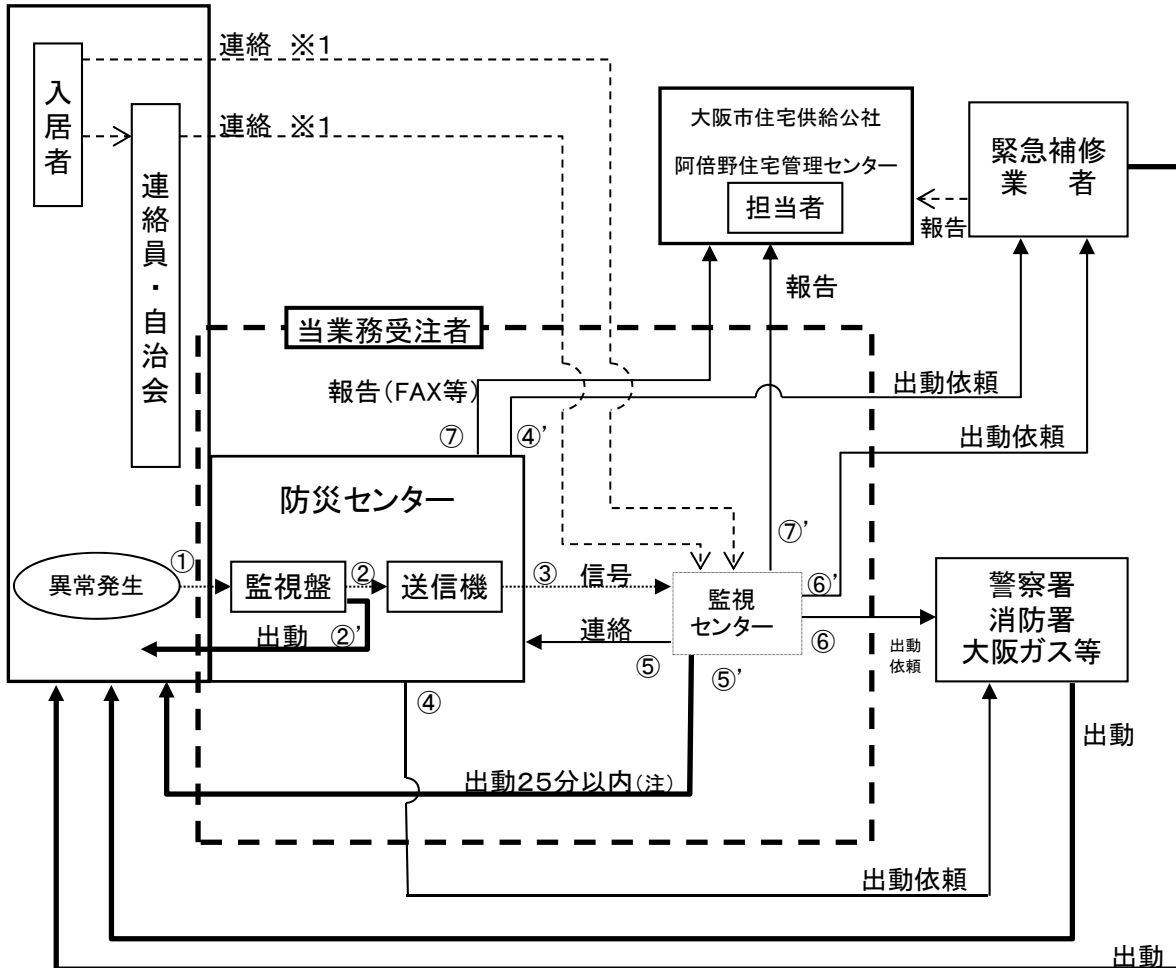 入居者
連絡員・自治会
連絡 ※1
連絡 ※1
大阪市住宅供給公社
阿倍野住宅管理センター
担当者
緊急補修
業 者
報告
報告
当業務受注者
報告(FAX等)
⑦
④’
出動依頼
出動依頼
防災センター
⑦’
異常発生
①
監視盤
②
送信機
③ 信号
監視
センター
⑥’
⑥
出動
依頼
警察署
消防署
大阪ガス等
出動 ②’
連絡
⑤
⑤’
④
出動
出動25分以内(注)
出動依頼
出動